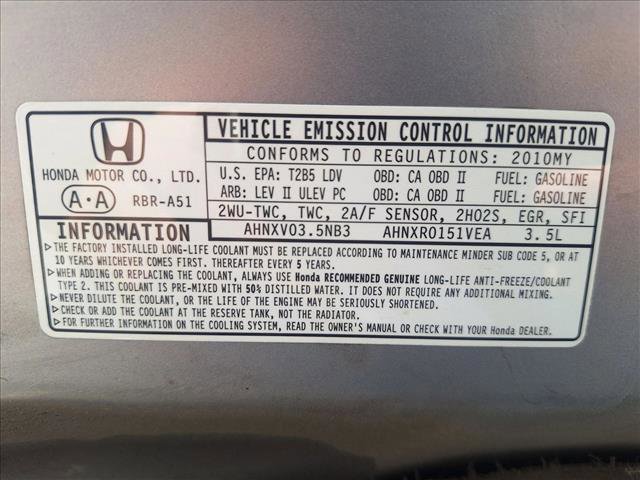 HONDA MOTOR CO., LTD.
A·A RBR-A51
VEHICLE EMISSION CONTROL INFORMATION
CONFORMS TO REGULATIONS: 2010MY
U.S. EPA: T2B5 LDV OBD: CA OBD II FUEL: GASOLINE
ARB: LEV II ULEV PC OBD: CA OBD II FUEL: GASOLINE
2WU-TWC, TWC, 2A/F SENSOR, 2HO2S, EGR, SFI
AHNXV03.5NB3 AHNXR0151VEA 3.5L
INFORMATION
▷THE FACTORY INSTALLED LONG-LIFE COOLANT MUST BE REPLACED ACCORDING TO MAINTENANCE MINDER SUB CODE 5, OR AT
10 YEARS WHICHEVER COMES FIRST. THEREAFTER EVERY 5 YEARS.
▷WHEN ADDING OR REPLACING THE COOLANT, ALWAYS USE Honda RECOMMENDED GENUINE LONG-LIFE ANTI-FREEZE/COOLANT
TYPE 2. THIS COOLANT IS PRE-MIXED WITH 50% DISTILLED WATER. IT DOES NOT REQUIRE ANY ADDITIONAL MIXING.
▷NEVER DILUTE THE COOLANT, OR THE LIFE OF THE ENGINE MAY BE SERIOUSLY SHORTENED.
▷CHECK OR ADD THE COOLANT AT THE RESERVE TANK, NOT THE RADIATOR.
▷FOR FURTHER INFORMATION ON THE COOLING SYSTEM, READ THE OWNER'S MANUAL OR CHECK WITH YOUR Honda DEALER.